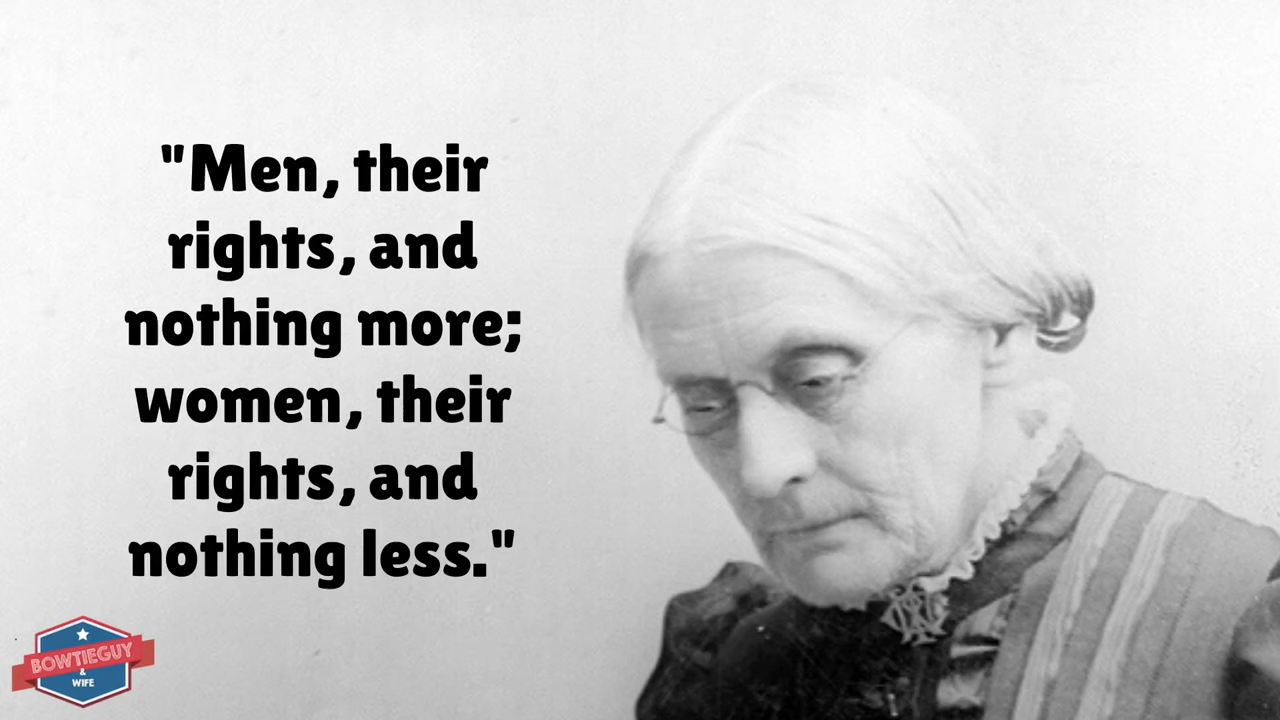 "Men, their
rights, and
nothing more;
women, their
rights, and
nothing less."
BOWTIEGUY
&
WIFE